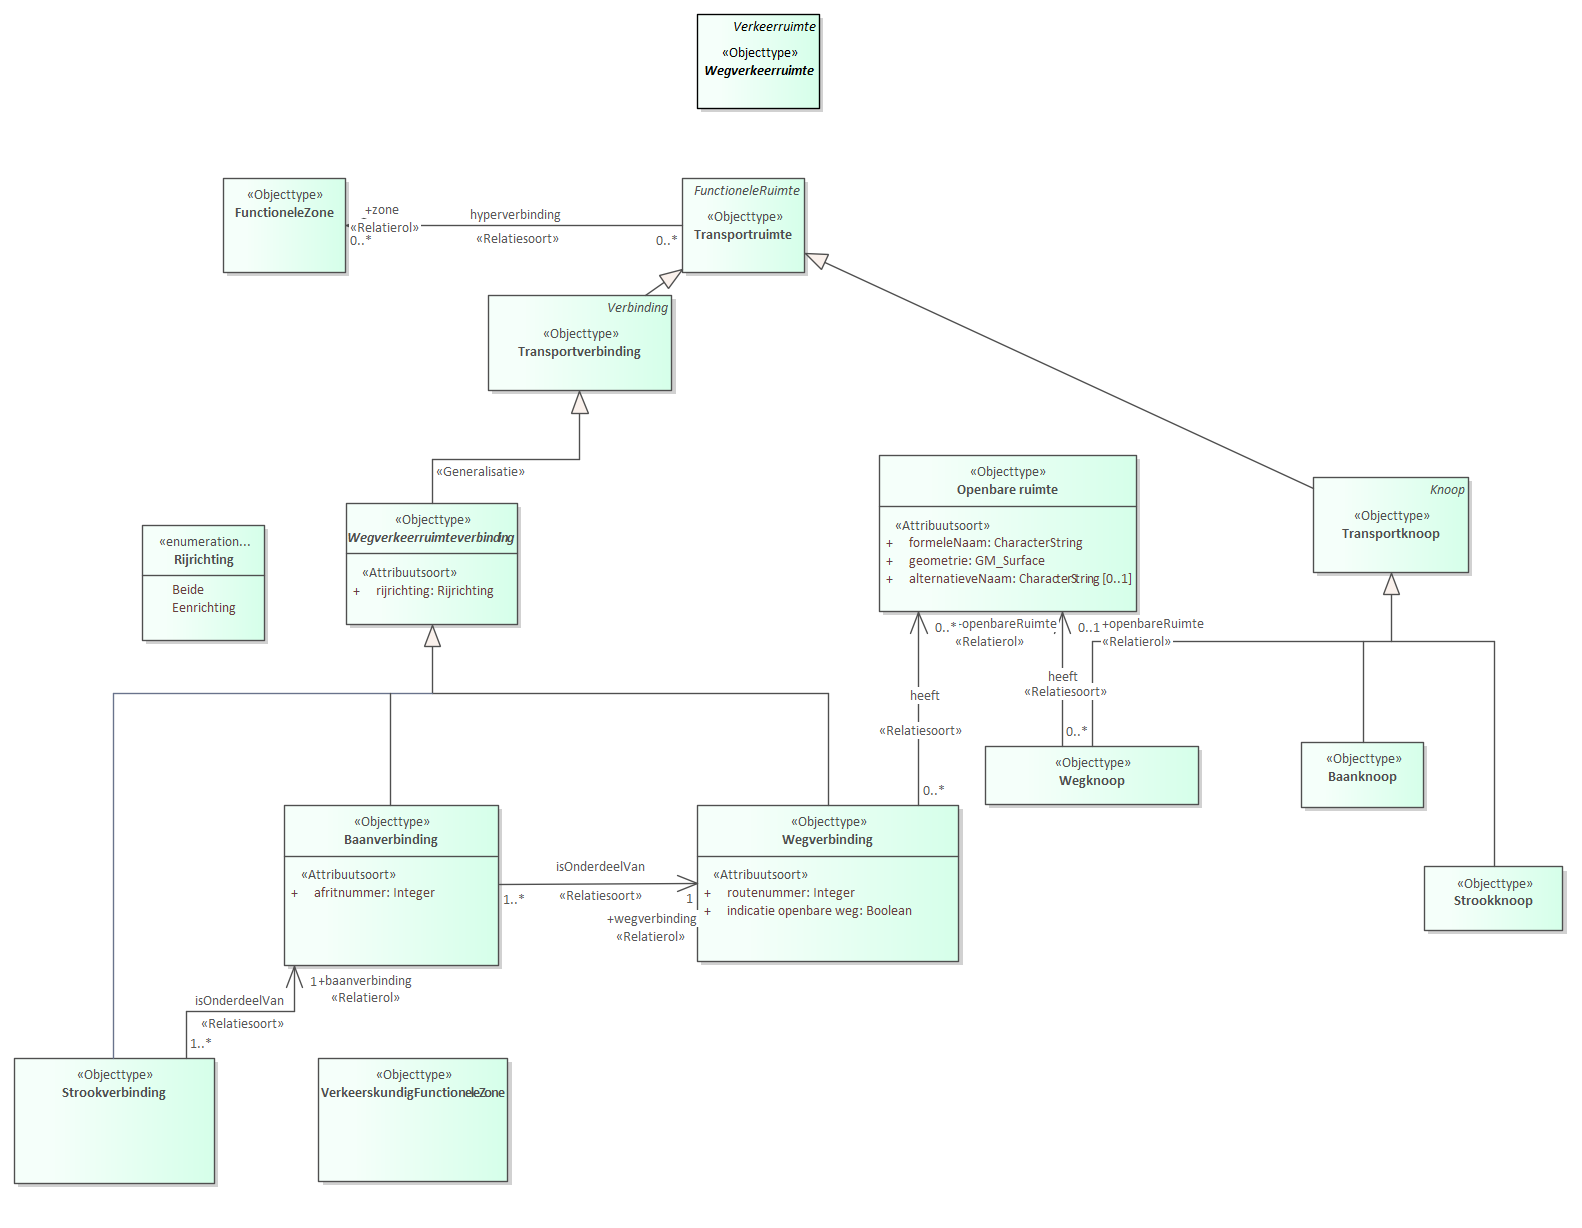 Verkeerruimte
«Objecttype»
Wegverkeerruimte
«Objecttype»
FunctioneleZone
+zone
«Relatierol»
0..*
hyperverbinding
«Relatiesoort»
0..*
FunctioneleRuimte
«Objecttype»
Transportruimte
Verbinding
«Objecttype»
Transportverbinding
«Generalisatie»
«Objecttype»
Wegverkeerruimteverbinding
«Attribuutsoort»
+ rijrichting: Rijrichting
«enumeration...
Rijrichting
Beide
Eenrichting
«Objecttype»
Openbare ruimte
«Attribuutsoort»
+ formeleNaam: CharacterString
+ geometrie: GM_Surface
+ alternatieveNaam: CharacterString [0..1]
Knoop
«Objecttype»
Transportknoop
0..*
-openbareRuimte
«Relatierol»
0..1
+openbareRuimte
«Relatierol»
heeft
«Relatiesoort»
0..*
heeft
«Relatiesoort»
0..*
«Objecttype»
Wegknoop
«Objecttype»
Baanknoop
«Objecttype»
Strookknoop
«Objecttype»
Baanverbinding
«Attribuutsoort»
+ afritnummer: Integer
isOnderdeelVan
«Relatiesoort»
1..*
1
+wegverbinding
«Relatierol»
«Objecttype»
Wegverbinding
«Attribuutsoort»
+ routenummer: Integer
+ indicatie openbare weg: Boolean
1
+baanverbinding
«Relatierol»
isOnderdeelVan
«Relatiesoort»
1..*
«Objecttype»
Strookverbinding
«Objecttype»
VerkeerskundigFunctioneleZone